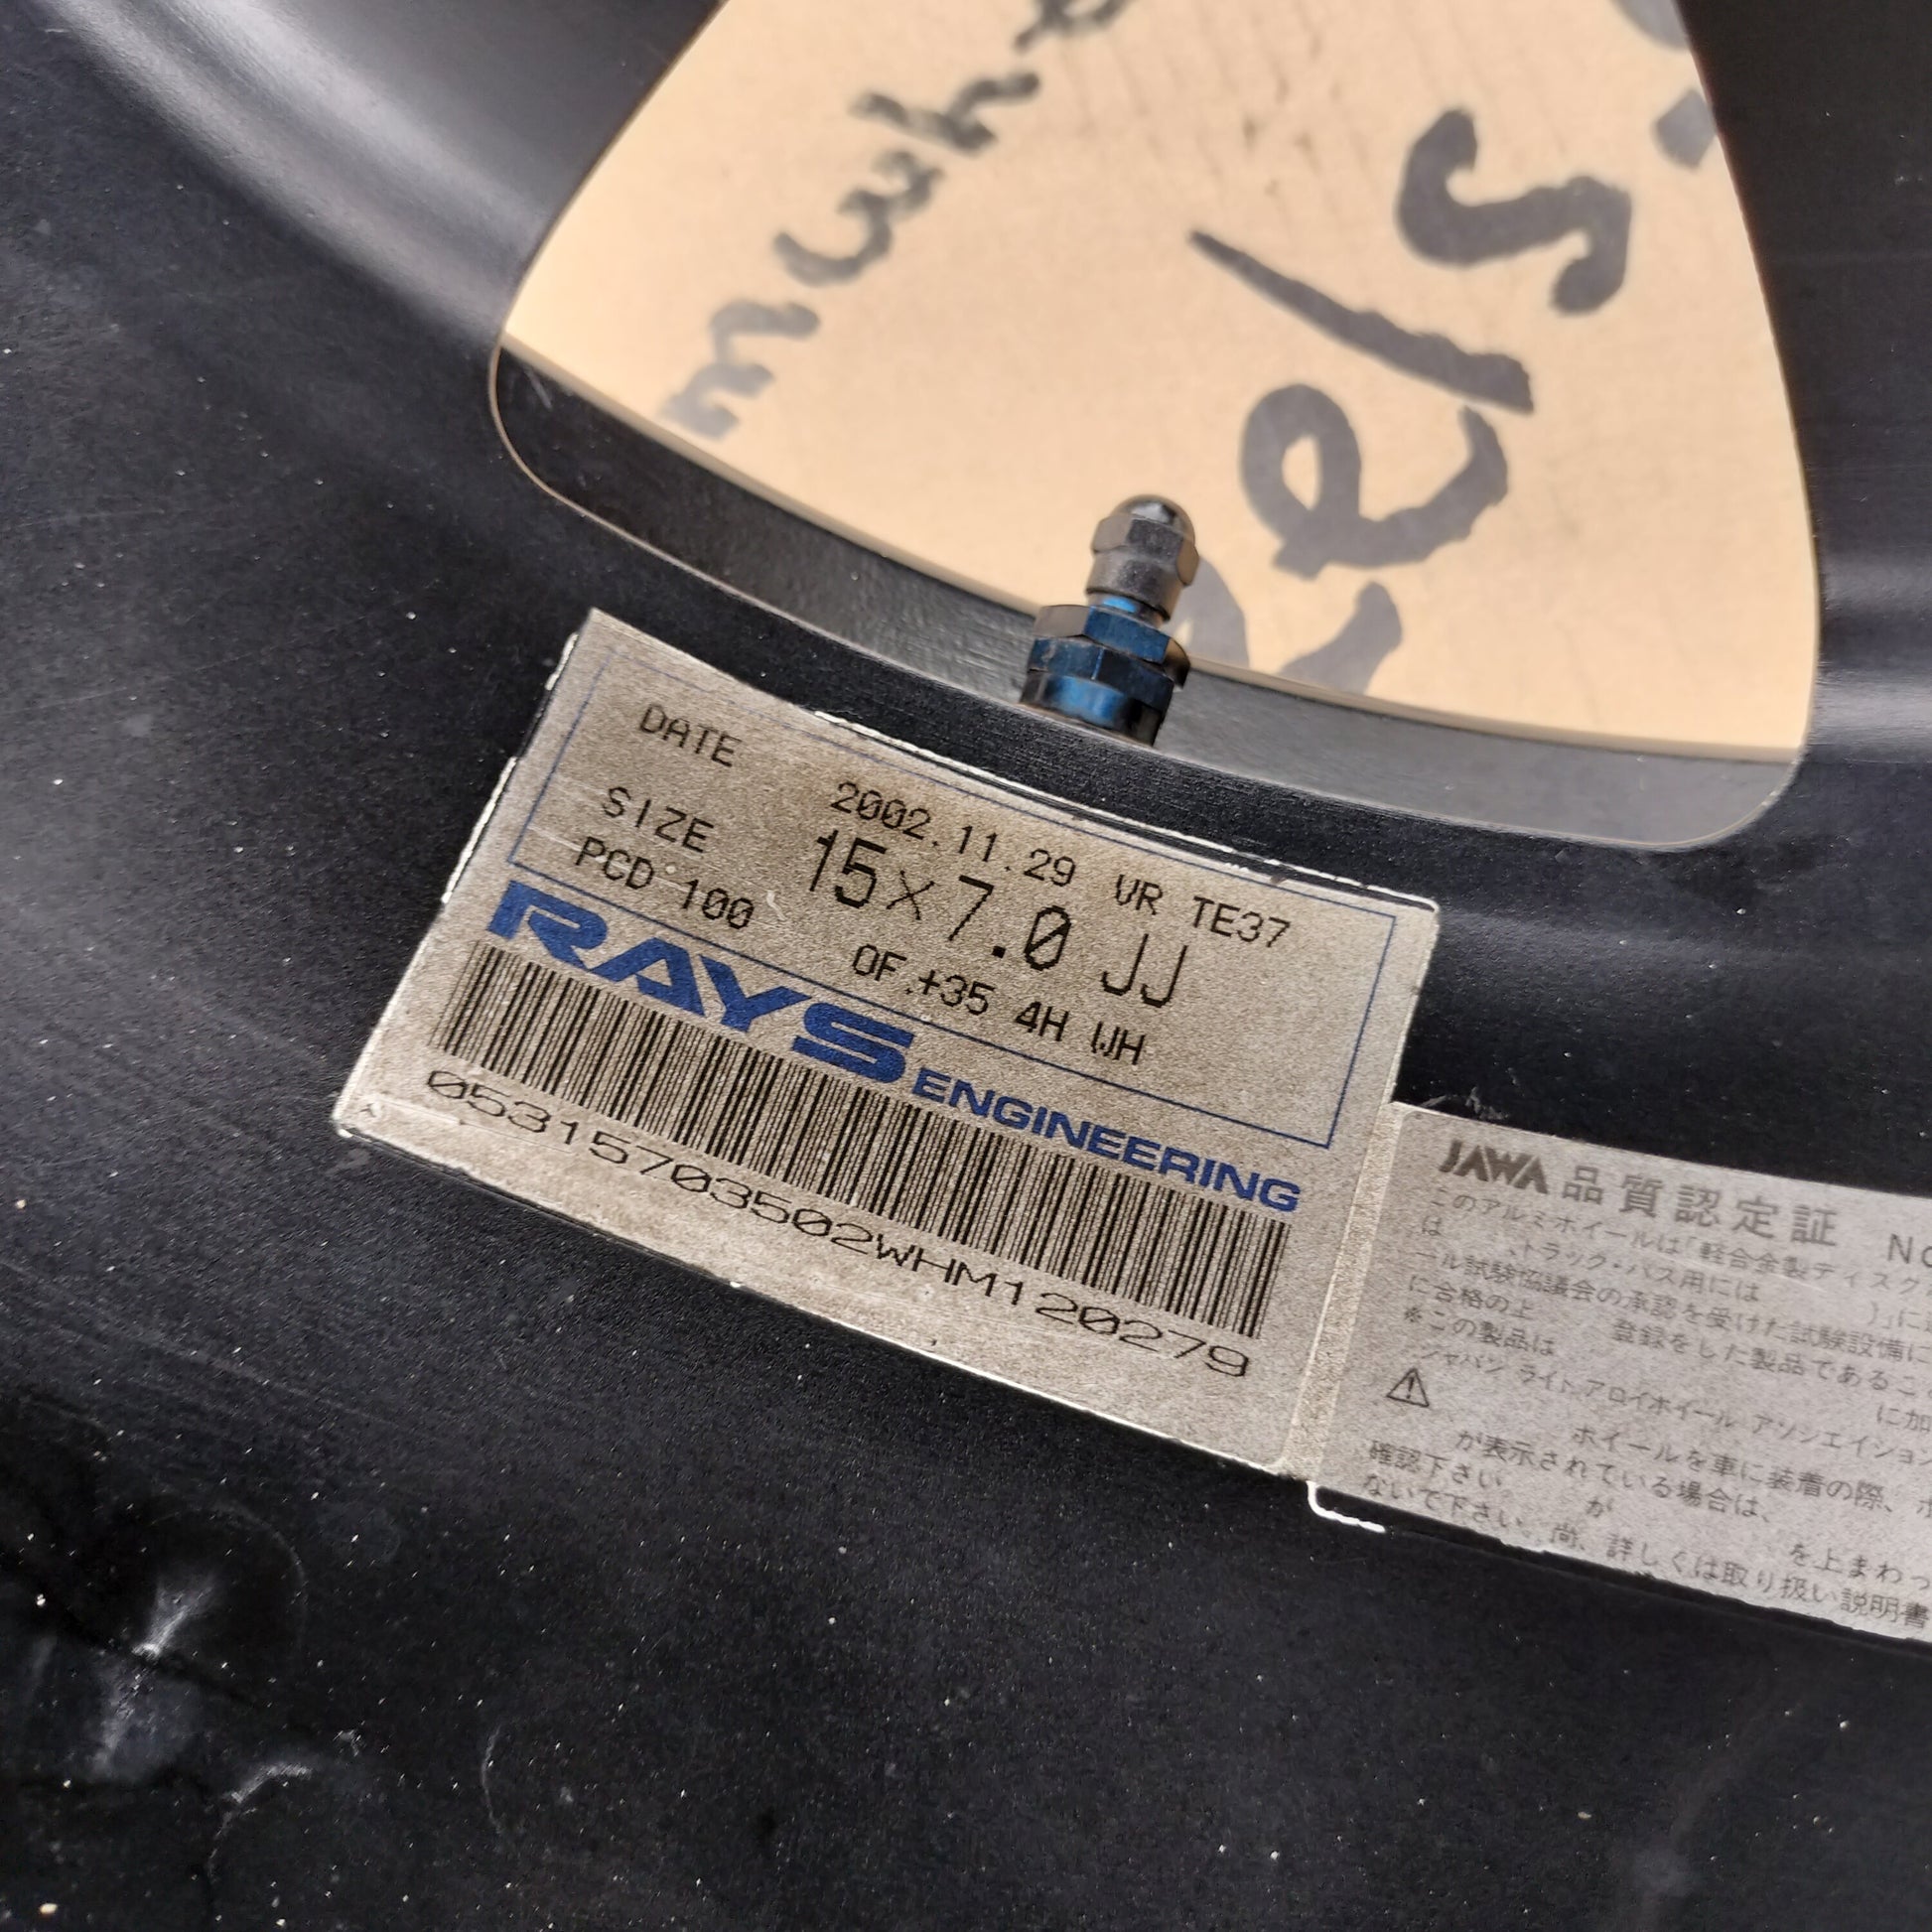 mwh
els.
DATE 2002.11.29 VR TE37
SIZE 15×7.0 JJ
PCD 100 OF.+35 4H WH
RAYS ENGINEERING
05315703502WHM120279
JAWA 品質認定証 NO
このアルミホイールは「軽合金製ディスク
は 、トラック・バス用には )」に
ール試験協議会の承認を受けた試験設備に
に合格の上 登録をした製品であるこ
※この製品は に加
ジャパン ライト アロイホイール アソシエイション
ホイールを車に装着の際、
が表示されている場合は、
確認下さい が を上まわっ
ないで下さい。尚、詳しくは取り扱い説明書